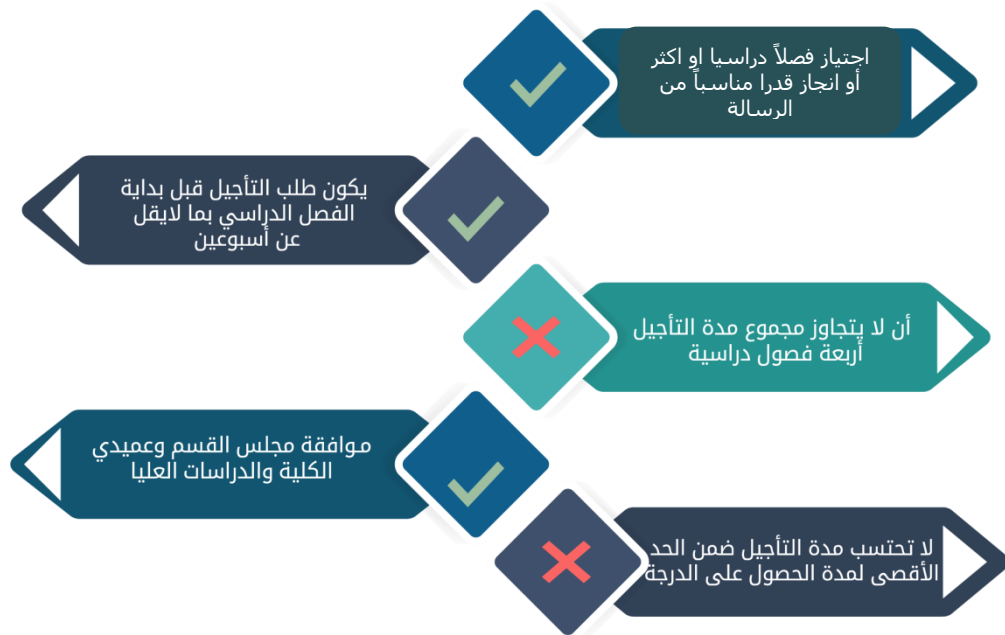 اجتياز فصلاً دراسيا او اكثر
أو انجاز قدرا مناسباً من
الرسالة
يكون طلب التأجيل قبل بداية
الفصل الدراسي بما لايقل
عن أسبوعين
أن لا يتجاوز مجموع مدة التأجيل
أربعة فصول دراسية
موافقة مجلس القسم وعميدي
الكلية والدراسات العليا
لا تحتسب مدة التأجيل ضمن الحد
الأقصى لمدة الحصول على الدرجة